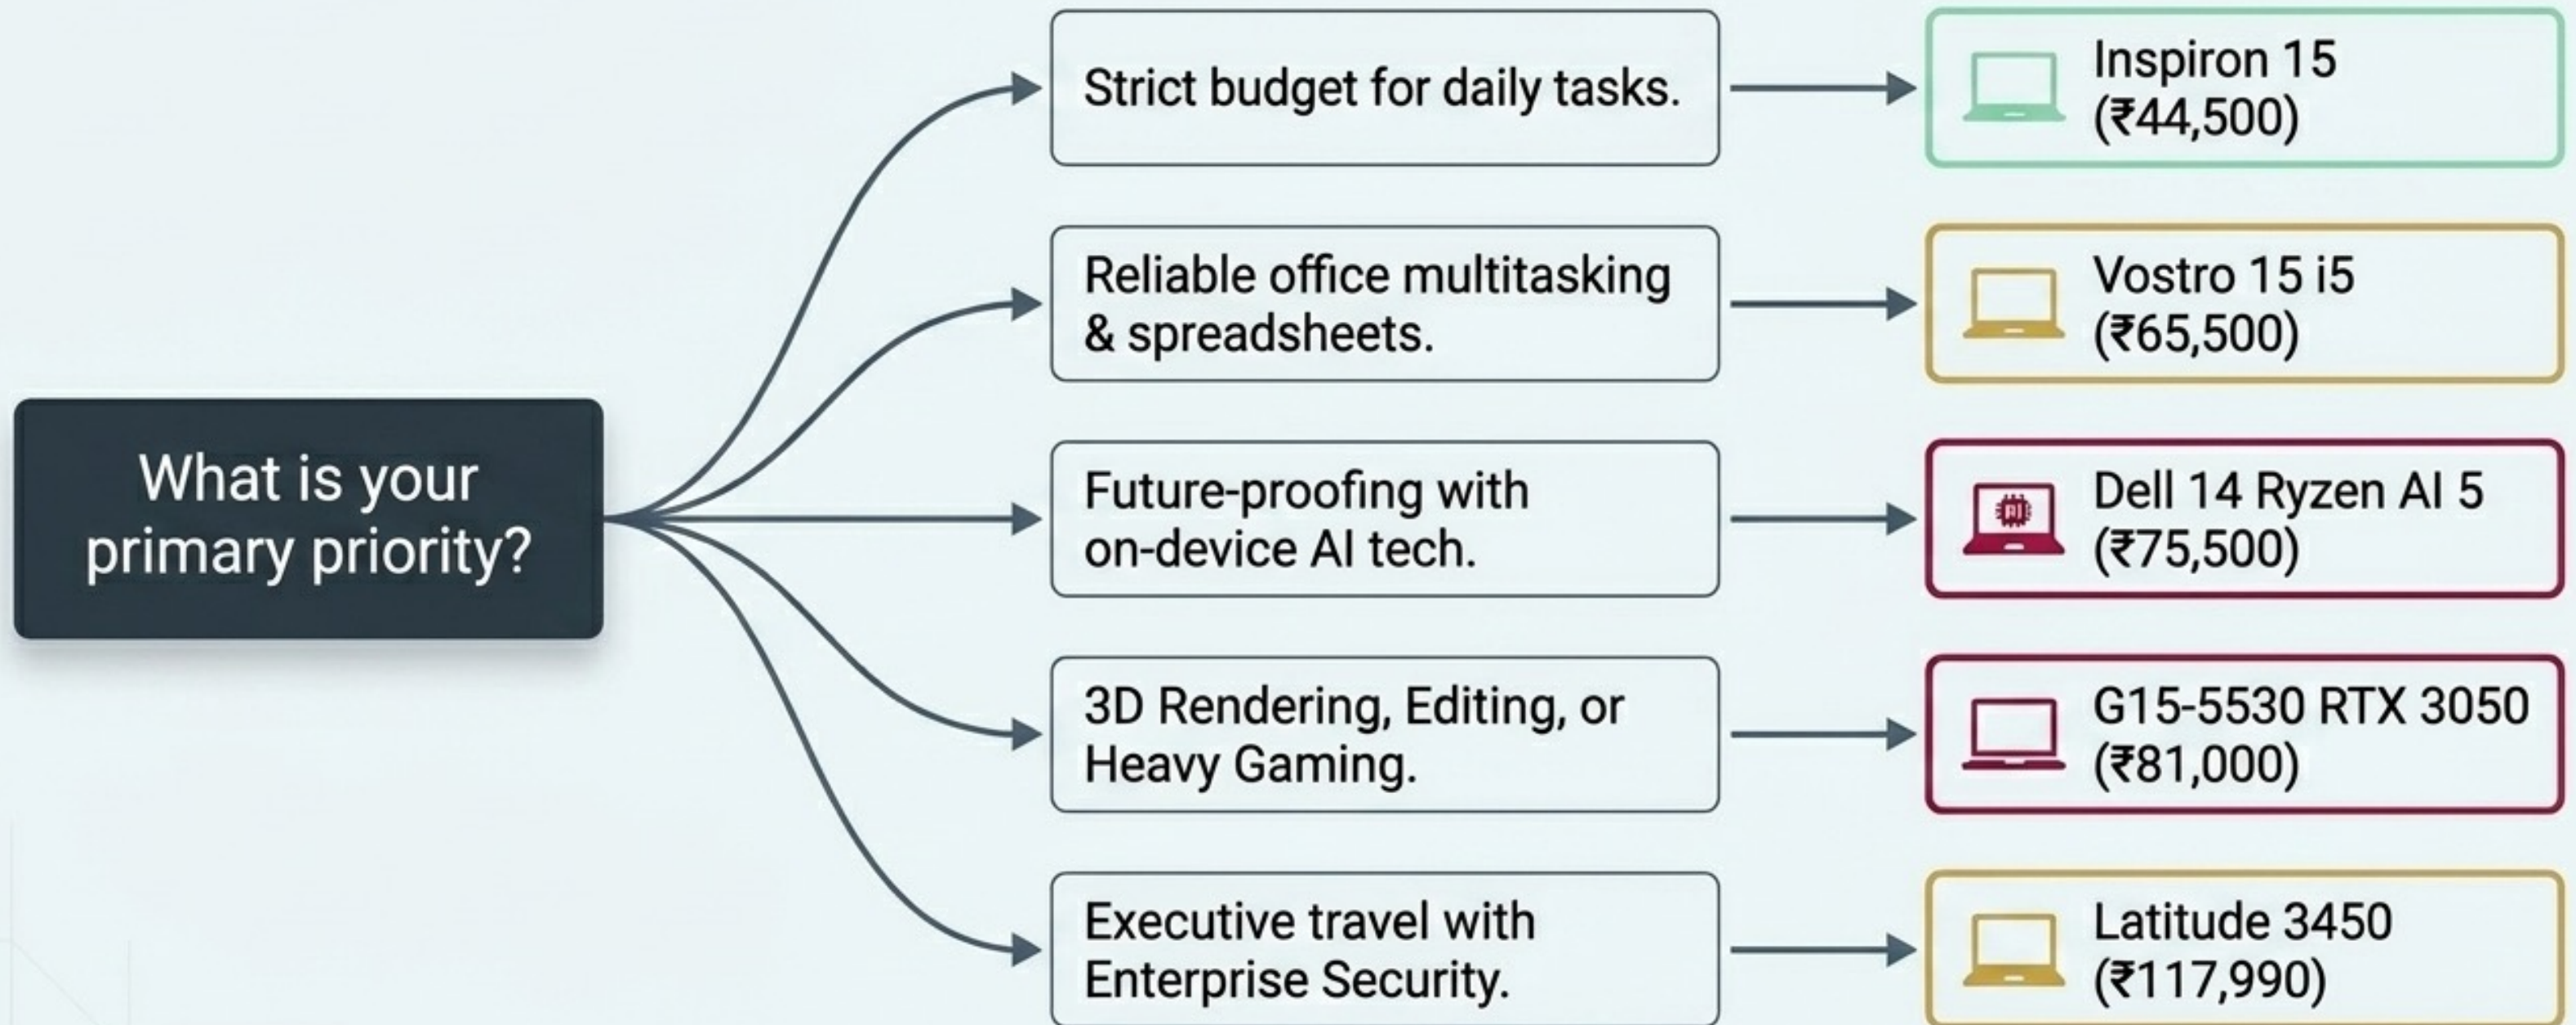 What is your
primary priority?
Strict budget for daily tasks.
Inspiron 15
(₹44,500)
Reliable office multitasking
& spreadsheets.
Vostro 15 i5
(₹65,500)
Future-proofing with
on-device AI tech.
AI
Dell 14 Ryzen AI 5
(₹75,500)
3D Rendering, Editing, or
Heavy Gaming.
G15-5530 RTX 3050
(₹81,000)
Executive travel with
Enterprise Security.
Latitude 3450
(₹117,990)